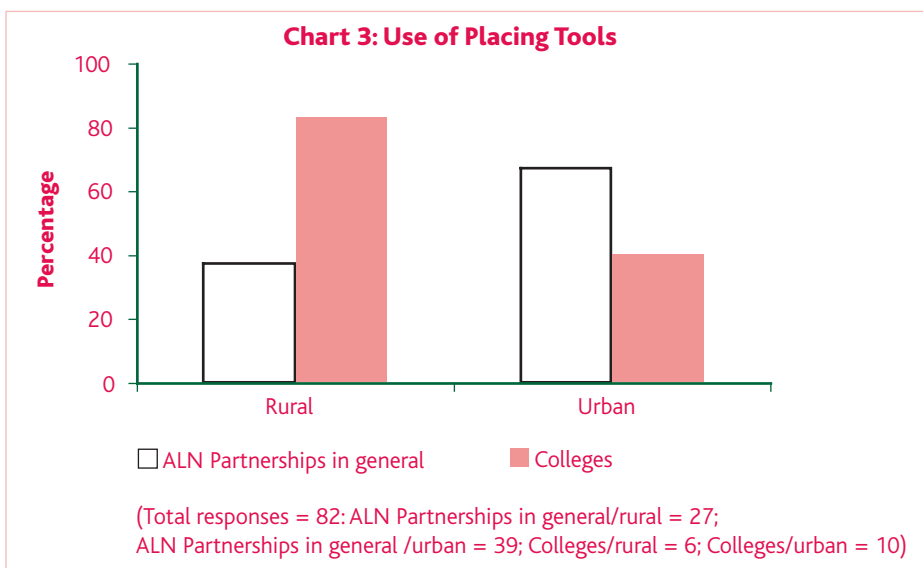 Chart 3: Use of Placing Tools
100
80
60
40
20
0
Percentage
Rural
Urban
ALN Partnerships in general
Colleges
(Total responses = 82: ALN Partnerships in general/rural = 27;
ALN Partnerships in general /urban = 39; Colleges/rural = 6; Colleges/urban = 10)